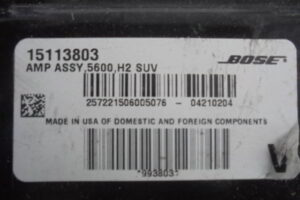 15113803
BOSE
AMP ASSY,5600,H2 SUV
257221506005076 - 04210204
MADE IN USA OF DOMESTIC AND FOREIGN COMPONENTS
V
"993803"